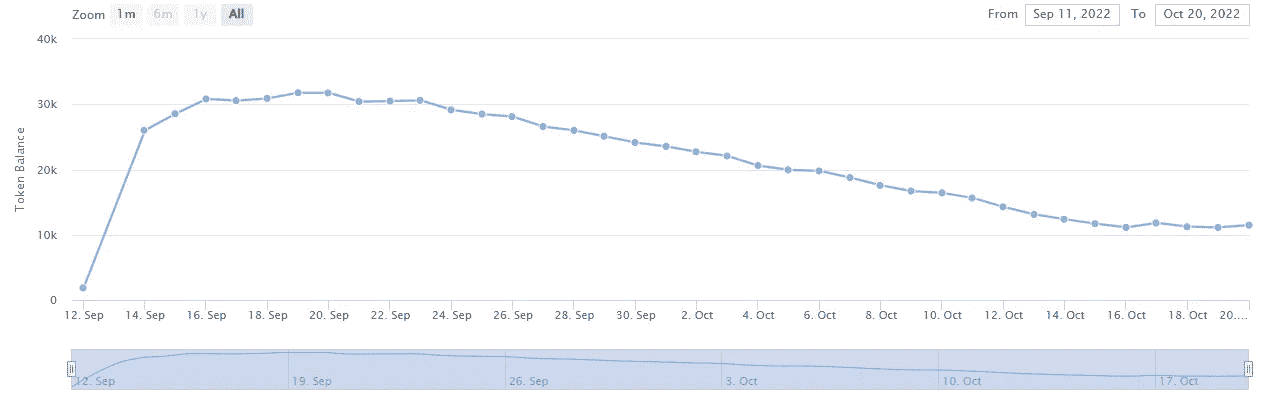 Zoom 1m 6m 1y All From Sep 11, 2022 To Oct 20, 2022
40k
30k
20k
10k
0
Token Balance
12. Sep 14. Sep 16. Sep 18. Sep 20. Sep 22. Sep 24. Sep 26. Sep 28. Sep 30. Sep 2. Oct 4. Oct 6. Oct 8. Oct 10. Oct 12. Oct 14. Oct 16. Oct 18. Oct 20....
12. Sep 19. Sep 26. Sep 3. Oct 10. Oct 17. Oct